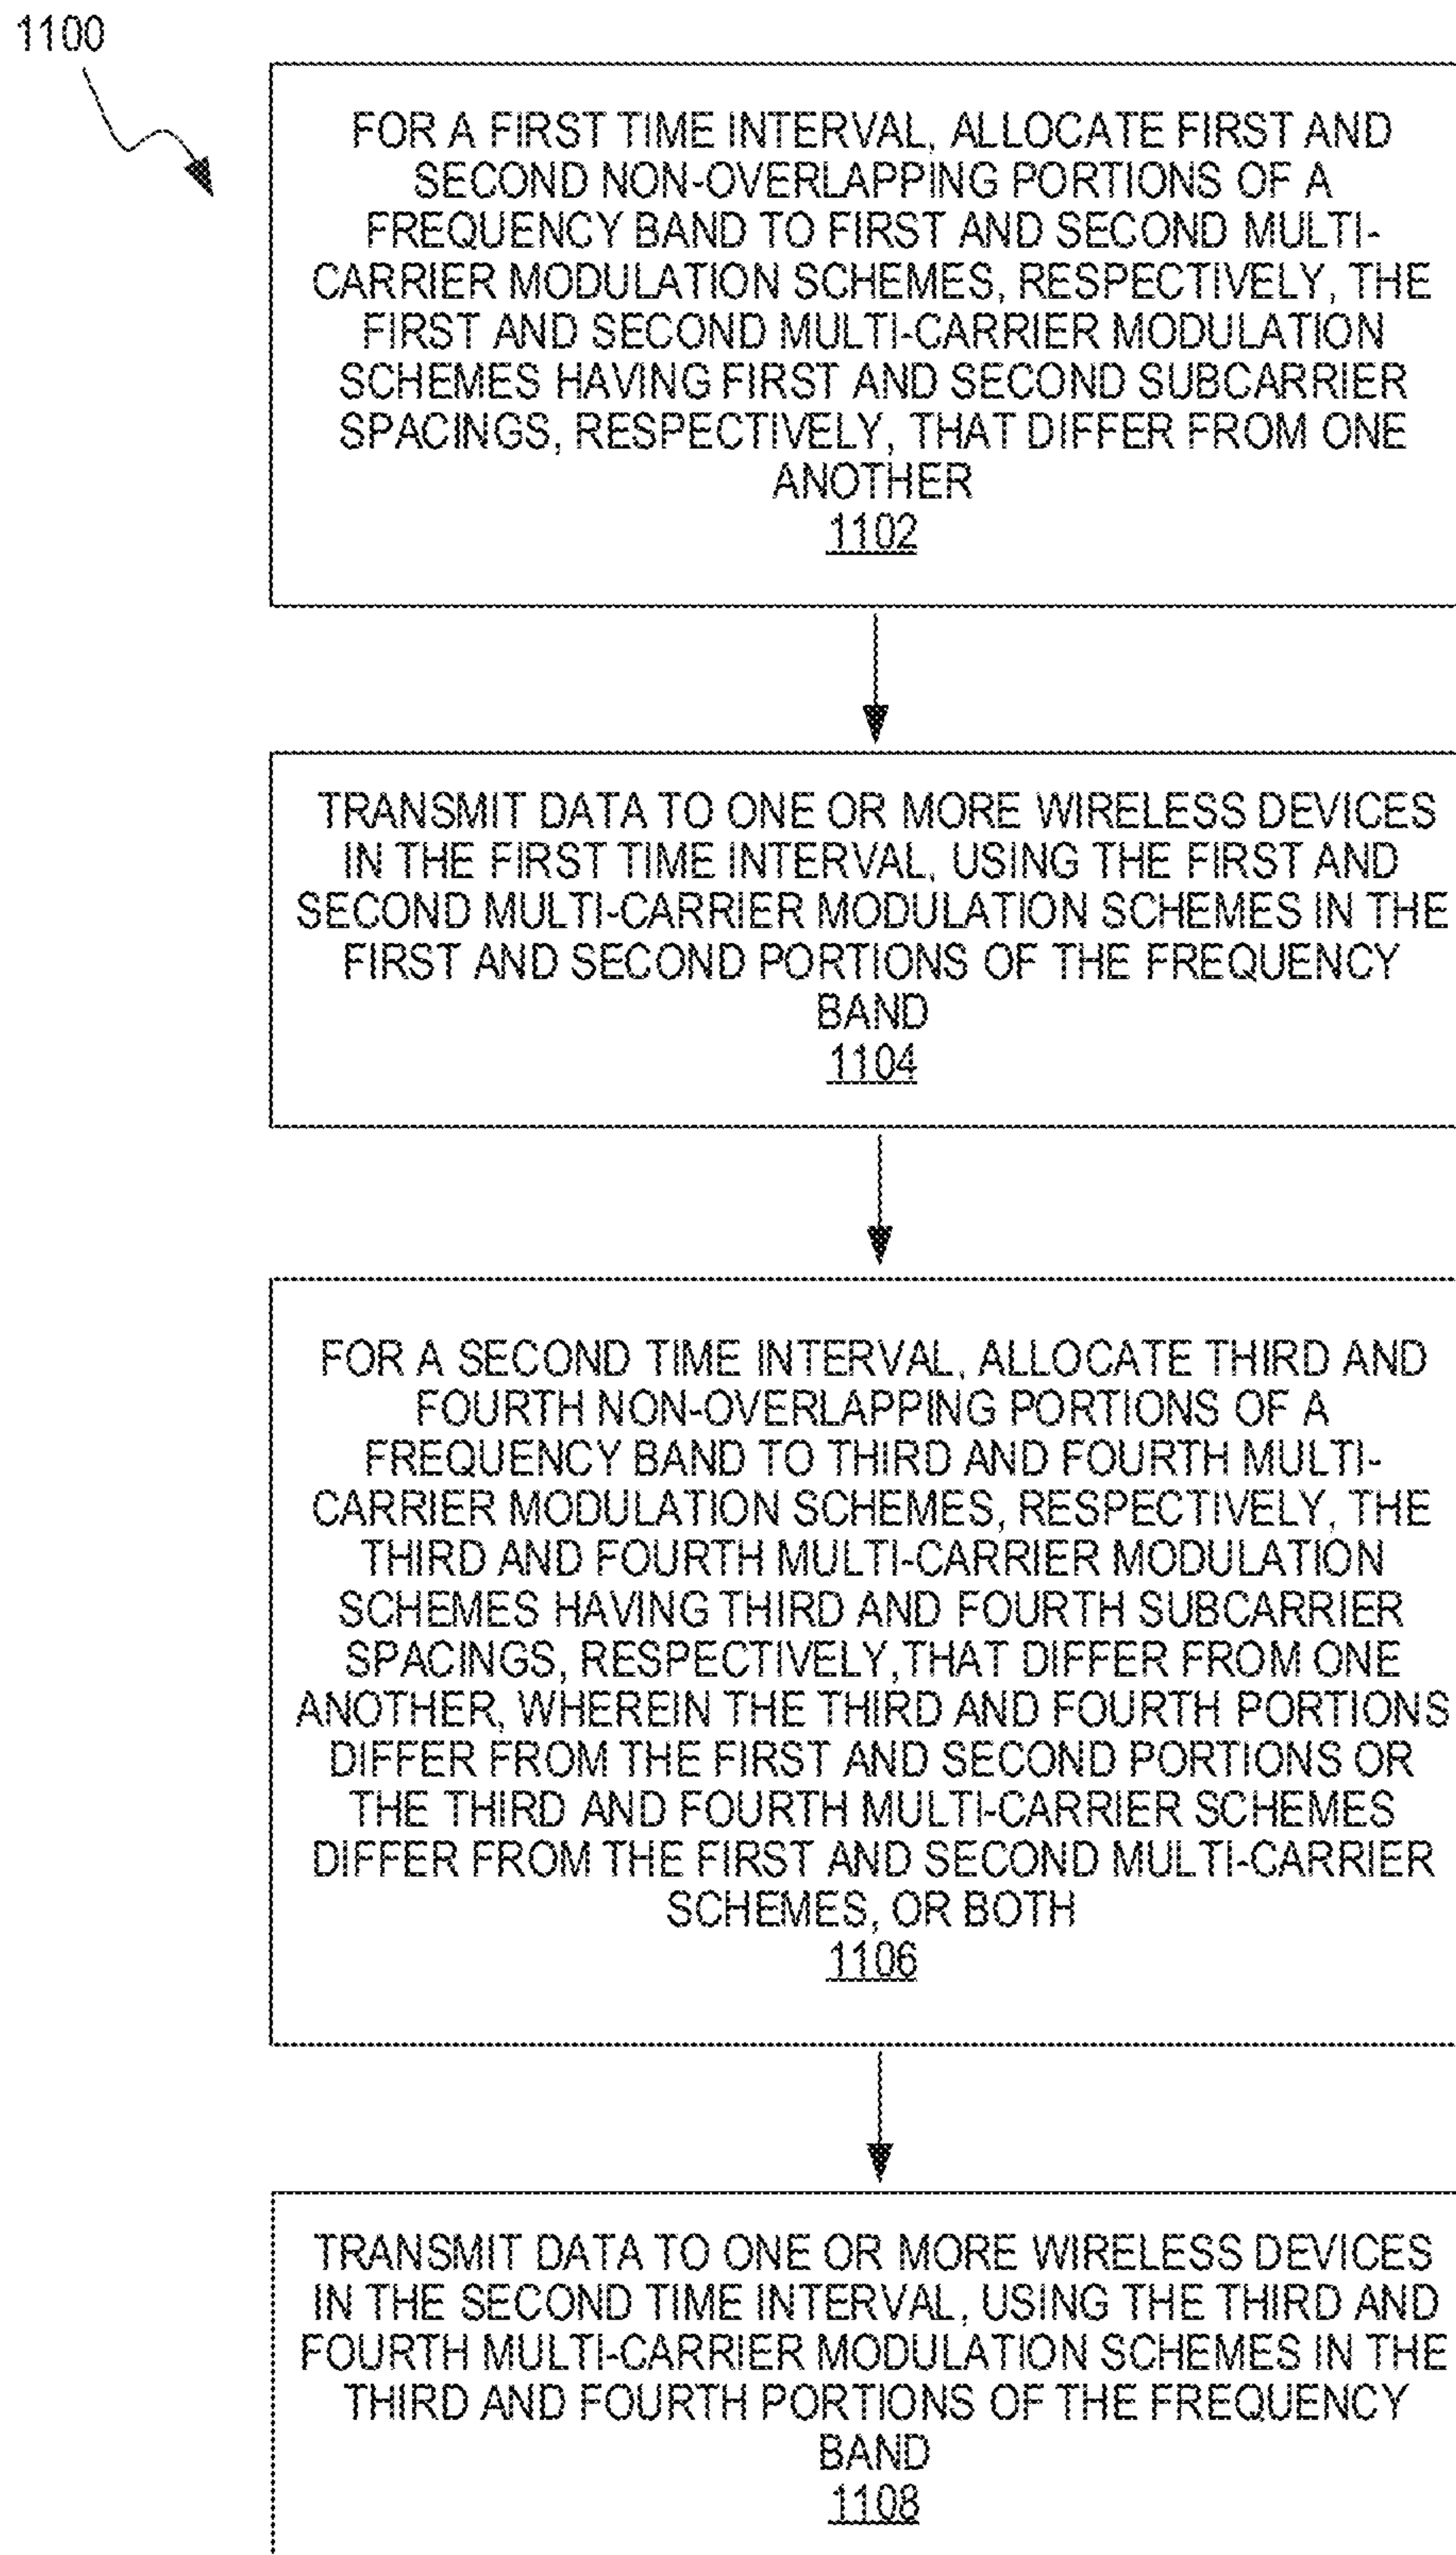 1100
FOR A FIRST TIME INTERVAL, ALLOCATE FIRST AND
SECOND NON-OVERLAPPING PORTIONS OF A
FREQUENCY BAND TO FIRST AND SECOND MULTI-
CARRIER MODULATION SCHEMES, RESPECTIVELY, THE
FIRST AND SECOND MULTI-CARRIER MODULATION
SCHEMES HAVING FIRST AND SECOND SUBCARRIER
SPACINGS, RESPECTIVELY, THAT DIFFER FROM ONE
ANOTHER
1102
TRANSMIT DATA TO ONE OR MORE WIRELESS DEVICES
IN THE FIRST TIME INTERVAL, USING THE FIRST AND
SECOND MULTI-CARRIER MODULATION SCHEMES IN THE
FIRST AND SECOND PORTIONS OF THE FREQUENCY
BAND
1104
FOR A SECOND TIME INTERVAL, ALLOCATE THIRD AND
FOURTH NON-OVERLAPPING PORTIONS OF A
FREQUENCY BAND TO THIRD AND FOURTH MULTI-
CARRIER MODULATION SCHEMES, RESPECTIVELY, THE
THIRD AND FOURTH MULTI-CARRIER MODULATION
SCHEMES HAVING THIRD AND FOURTH SUBCARRIER
SPACINGS, RESPECTIVELY,THAT DIFFER FROM ONE
ANOTHER, WHEREIN THE THIRD AND FOURTH PORTIONS
DIFFER FROM THE FIRST AND SECOND PORTIONS OR
THE THIRD AND FOURTH MULTI-CARRIER SCHEMES
DIFFER FROM THE FIRST AND SECOND MULTI-CARRIER
SCHEMES, OR BOTH
1106
TRANSMIT DATA TO ONE OR MORE WIRELESS DEVICES
IN THE SECOND TIME INTERVAL, USING THE THIRD AND
FOURTH MULTI-CARRIER MODULATION SCHEMES IN THE
THIRD AND FOURTH PORTIONS OF THE FREQUENCY
BAND
1108